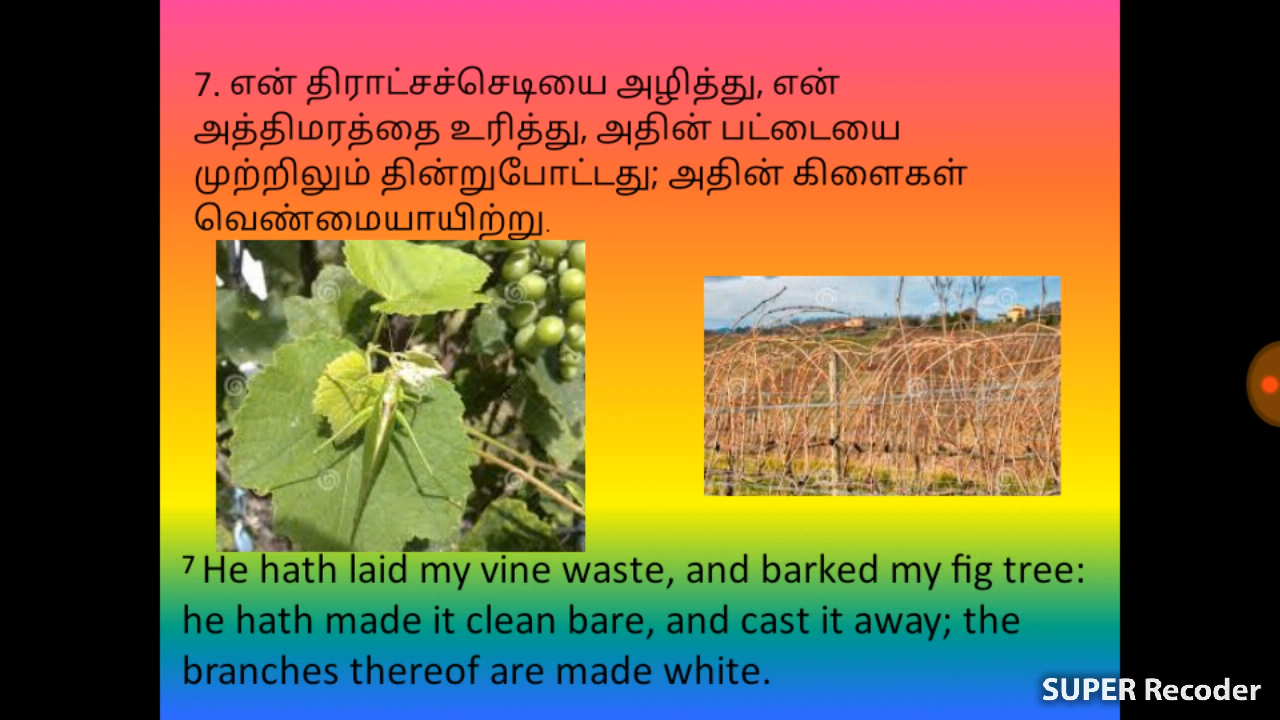 7. என் திராட்சச்செடியை அழித்து, என்
அத்திமரத்தை உரித்து, அதின் பட்டையை
முற்றிலும் தின்றுபோட்டது; அதின் கிளைகள்
வெண்மையாயிற்று.
7 He hath laid my vine waste, and barked my fig tree:
he hath made it clean bare, and cast it away; the
branches thereof are made white.
SUPER Recoder